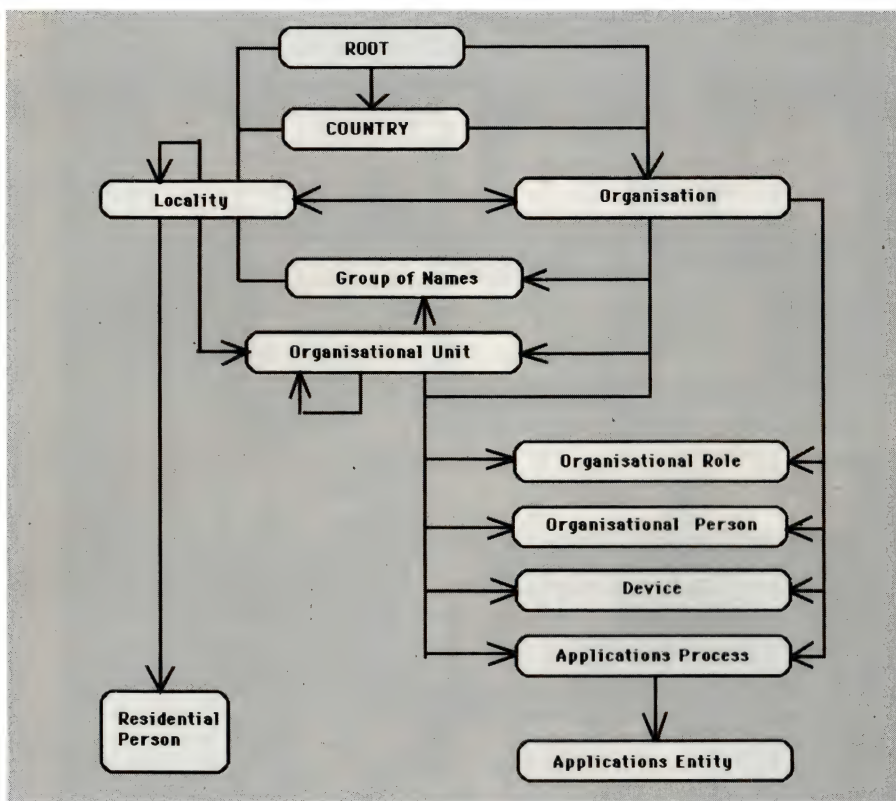 ROOT
COUNTRY
Locality
Organisation
Group of Names
Organisational Unit
Organisational Role
Organisational Person
Device
Applications Process
Residential
Person
Applications Entity